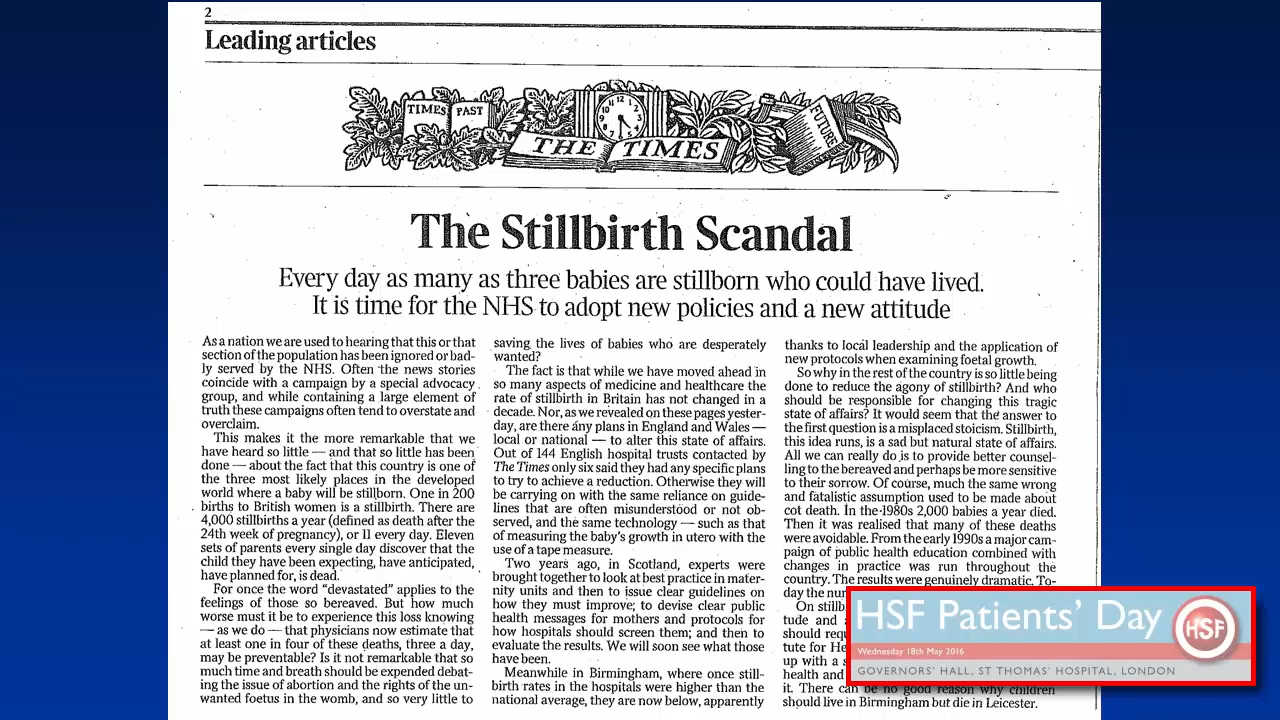 2
Leading articles
TIMES PAST
THE TIMES
FUTURE
The Stillbirth Scandal
Every day as many as three babies are stillborn who could have lived.
It is time for the NHS to adopt new policies and a new attitude
As a nation we are used to hearing that this or that
section of the population has been ignored or bad-
ly served by the NHS. Often the news stories
coincide with a campaign by a special advocacy
group, and while containing a large element of
truth these campaigns often tend to overstate and
overclaim.
This makes it the more remarkable that we
have heard so little — and that so little has been
done — about the fact that this country is one of
the three most likely places in the developed
world where a baby will be stillborn. One in 200
births to British women is a stillbirth. There are
4,000 stillbirths a year (defined as death after the
24th week of pregnancy), or 11 every day. Eleven
sets of parents every single day discover that the
child they have been expecting, have anticipated,
have planned for, is dead.
For once the word “devastated” applies to the
feelings of those so bereaved. But how much
worse must it be to experience this loss knowing
— as we do — that physicians now estimate that
at least one in four of these deaths, three a day,
may be preventable? Is it not remarkable that so
much time and breath should be expended debat-
ing the issue of abortion and the rights of the un-
wanted foetus in the womb, and so very little to
saving the lives of babies who are desperately
wanted?
The fact is that while we have moved ahead in
so many aspects of medicine and healthcare the
rate of stillbirth in Britain has not changed in a
decade. Nor, as we revealed on these pages yester-
day, are there any plans in England and Wales —
local or national — to alter this state of affairs.
Out of 144 English hospital trusts contacted by
The Times only six said they had any specific plans
to try to achieve a reduction. Otherwise they will
be carrying on with the same reliance on guide-
lines that are often misunderstood or not ob-
served, and the same technology — such as that
of measuring the baby's growth in utero with the
use of a tape measure.
Two years ago, in Scotland, experts were
brought together to look at best practice in mater-
nity units and then to issue clear guidelines on
how they must improve; to devise clear public
health messages for mothers and protocols for
how hospitals should screen them; and then to
evaluate the results. We will soon see what those
have been.
Meanwhile in Birmingham, where once still-
birth rates in the hospitals were higher than the
national average, they are now below, apparently
thanks to local leadership and the application of
new protocols when examining foetal growth.
So why in the rest of the country is so little being
done to reduce the agony of stillbirth? And who
should be responsible for changing this tragic
state of affairs? It would seem that the answer to
the first question is a misplaced stoicism. Stillbirth,
this idea runs, is a sad but natural state of affairs.
All we can really do is to provide better counsel-
ling to the bereaved and perhaps be more sensitive
to their sorrow. Of course, much the same wrong
and fatalistic assumption used to be made about
cot death. In the 1980s 2,000 babies a year died.
Then it was realised that many of these deaths
were avoidable. From the early 1990s a major cam-
paign of public health education combined with
changes in practice was run throughout the
country. The results were genuinely dramatic. To-
day the
On
tude and
should
tute for
up with a
health and
it. There can be no good reason why children
should live in Birmingham but die in Leicester.
HSF Patients' Day
HSF
Wednesday 18th May 2016
GOVERNORS' HALL, ST THOMAS' HOSPITAL, LONDON